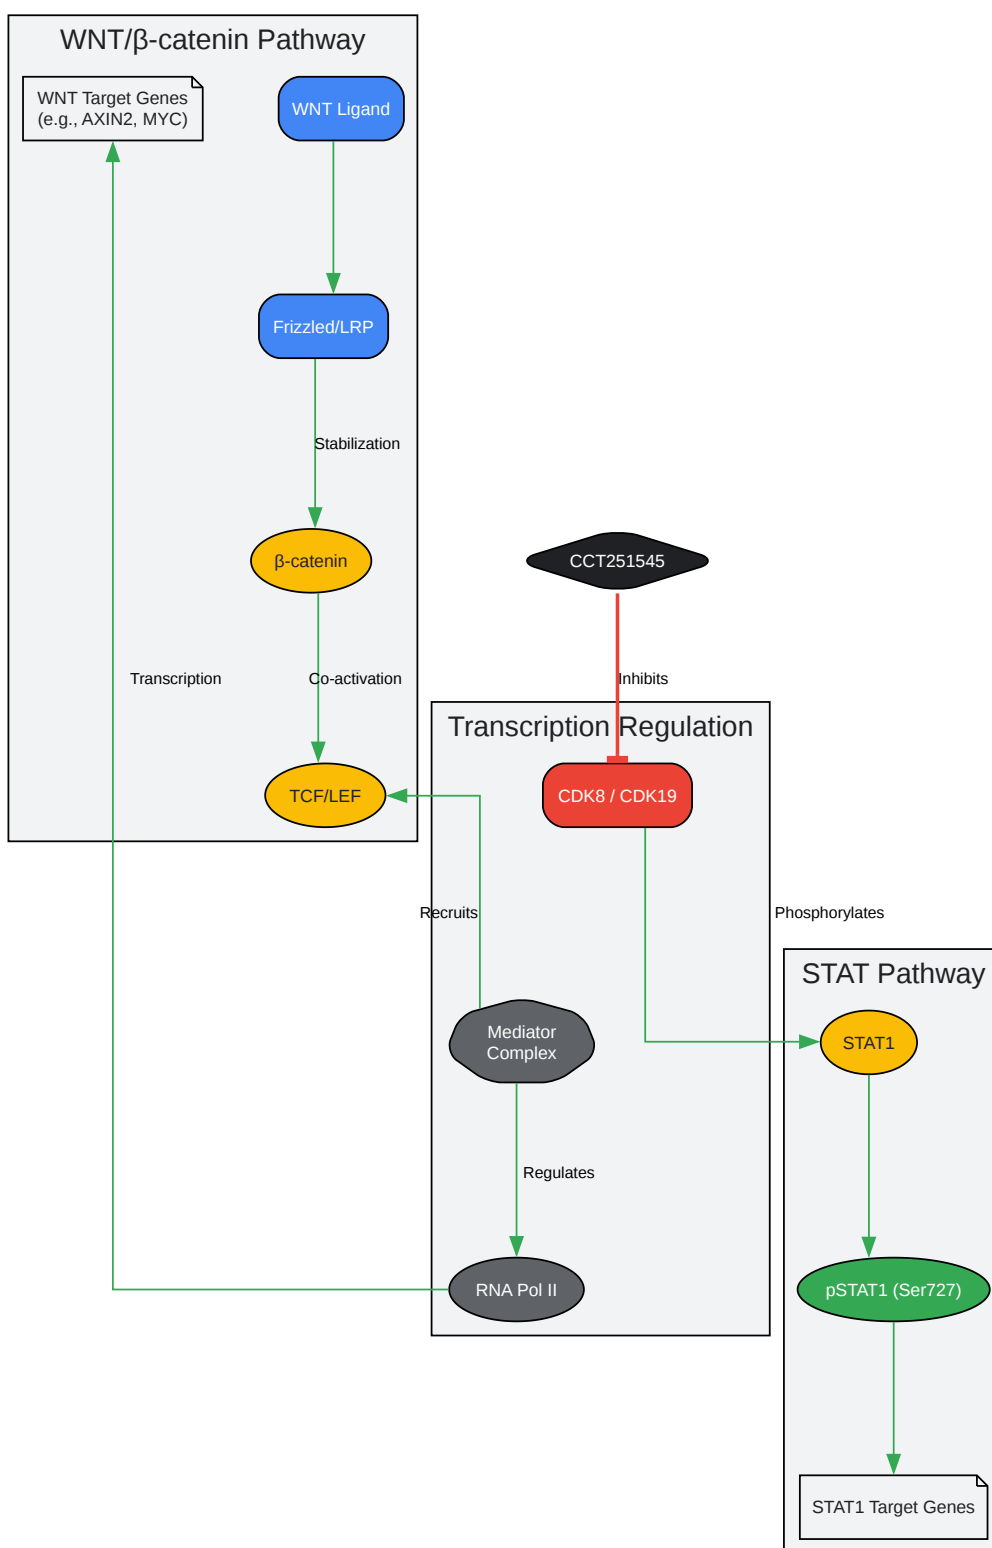 WNT/β-catenin Pathway
WNT Target Genes
(e.g., AXIN2, MYC)
WNT Ligand
Frizzled/LRP
Stabilization
β-catenin
CCT251545
Transcription
Co-activation
Inhibits
Transcription Regulation
TCF/LEF
CDK8 / CDK19
Recruits
Phosphorylates
STAT Pathway
Mediator
Complex
STAT1
Regulates
RNA Pol II
pSTAT1 (Ser727)
STAT1 Target Genes